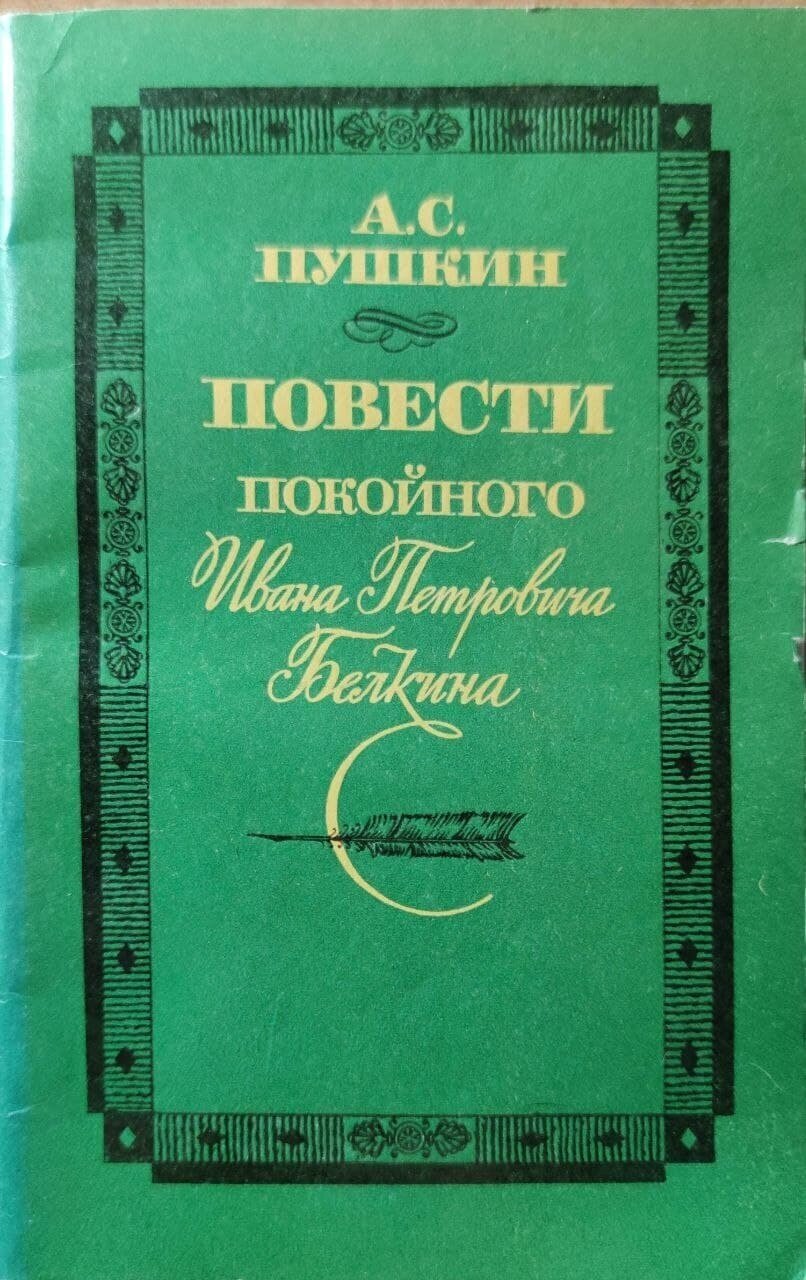 А.С.
ПУШКИН
ПОВЕСТИ
ПОКОЙНОГО
Ивана Петровича
Белкина